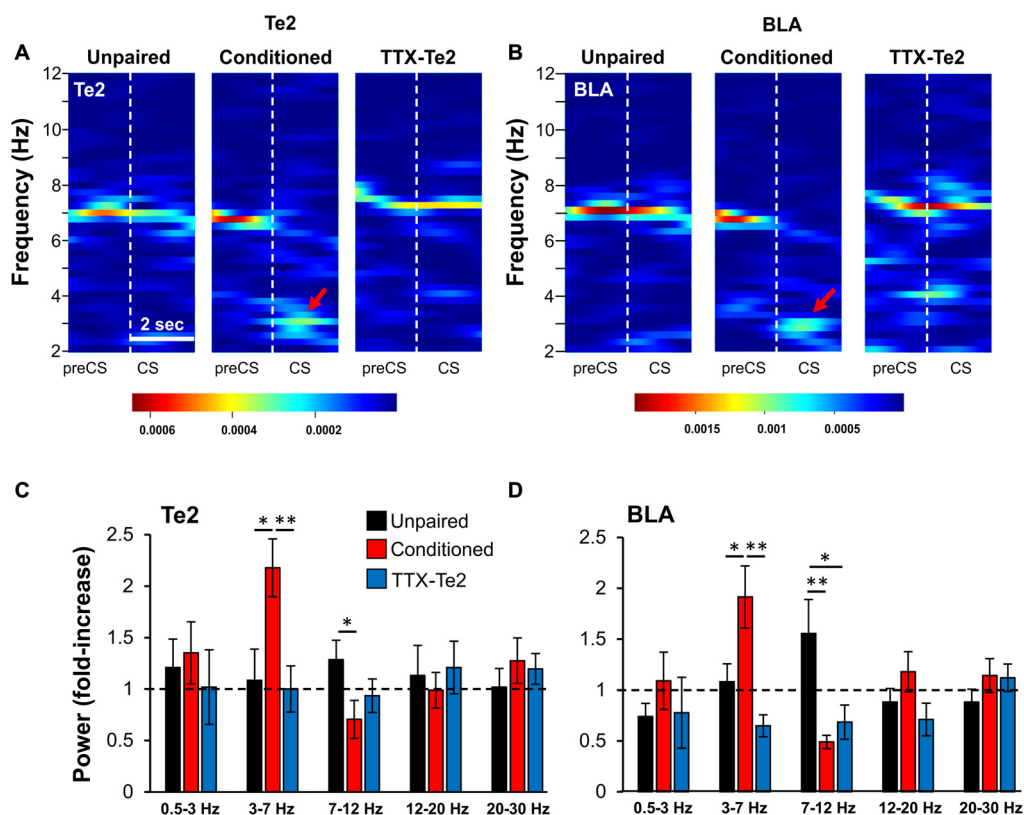 Te2
BLA
A
Unpaired
Conditioned
TTX-Te2
B
Unpaired
Conditioned
TTX-Te2
Frequency (Hz)
12
10
8
6
4
2
Te2
2 sec
preCS
CS
preCS
CS
preCS
CS
0.0006
0.0004
0.0002
Frequency (Hz)
12
10
8
6
4
2
BLA
preCS
CS
preCS
CS
preCS
CS
0.0015
0.001
0.0005
C
Te2
Power (fold-increase)
2.5
2
1.5
1
0.5
0
*
**
*
Unpaired
Conditioned
TTX-Te2
0.5-3 Hz
3-7 Hz
7-12 Hz
12-20 Hz
20-30 Hz
D
BLA
2.5
2
1.5
1
0.5
0
*
**
*
**
0.5-3 Hz
3-7 Hz
7-12 Hz
12-20 Hz
20-30 Hz